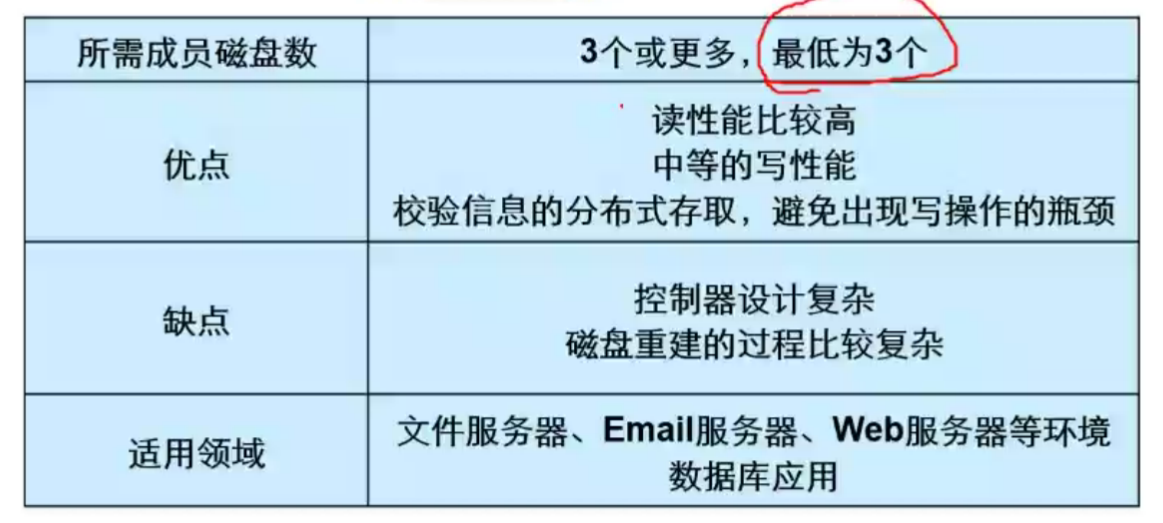 所需成员磁盘数
3个或更多，最低为3个
优点
读性能比较高
中等的写性能
校验信息的分布式存取，避免出现写操作的瓶颈
缺点
控制器设计复杂
磁盘重建的过程比较复杂
适用领域
文件服务器、Email服务器、Web服务器等环境
数据库应用